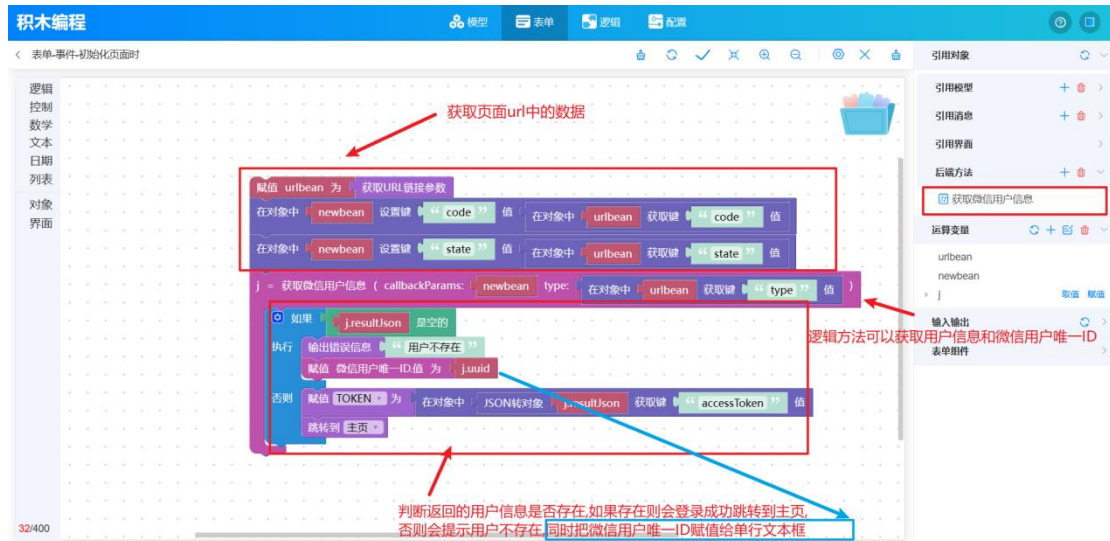 积木编程 模型 表单 逻辑 配置
表单-事件-初始化页面时
引用对象
逻辑
控制
数学
文本
日期
列表
对象
界面
获取页面url中的数据
引用模型
引用消息
引用界面
后端方法
获取微信用户信息
运算变量
urlbean
newbean
j 取值 赋值
输入输出
表单组件
赋值 urlbean 为 获取URL链接参数
在对象中 newbean 设置键 “ code ” 值 在对象中 urlbean 获取键 “ code ” 值
在对象中 newbean 设置键 “ state ” 值 在对象中 urlbean 获取键 “ state ” 值
j = 获取微信用户信息 ( callbackParams: newbean type: 在对象中 urlbean 获取键 “ type ” 值 )
如果 j.resultJson 是空的
执行 输出错误信息 “ 用户不存在 ”
赋值 微信用户唯一ID.值 为 j.uuid
否则 赋值 TOKEN 为 在对象中 JSON转对象 j.resultJson 获取键 “ accessToken ” 值
跳转到 主页
逻辑方法可以获取用户信息和微信用户唯一ID
判断返回的用户信息是否存在,如果存在则会登录成功跳转到主页,
否则会提示用户不存在,同时把微信用户唯一ID赋值给单行文本框
32/400